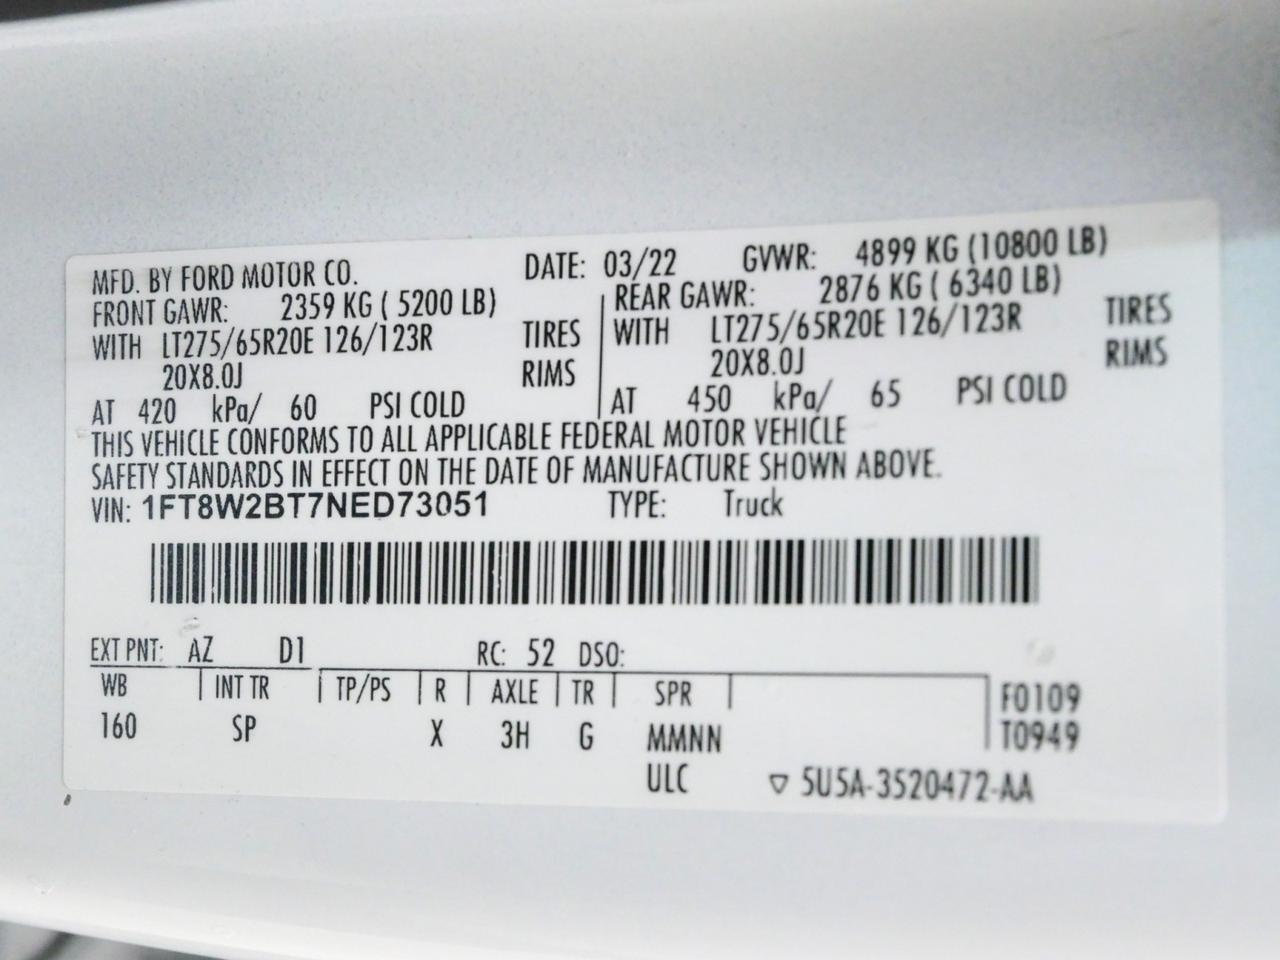 MFD. BY FORD MOTOR CO. DATE: 03/22 GVWR: 4899 KG (10800 LB)
FRONT GAWR: 2359 KG ( 5200 LB) REAR GAWR: 2876 KG ( 6340 LB)
WITH LT275/65R20E 126/123R TIRES WITH LT275/65R20E 126/123R TIRES
20X8.0J RIMS 20X8.0J RIMS
AT 420 kPa/ 60 PSI COLD AT 450 kPa/ 65 PSI COLD
THIS VEHICLE CONFORMS TO ALL APPLICABLE FEDERAL MOTOR VEHICLE
SAFETY STANDARDS IN EFFECT ON THE DATE OF MANUFACTURE SHOWN ABOVE.
VIN: 1FT8W2BT7NED73051 TYPE: Truck
EXT PNT: AZ D1 RC: 52 DSO:
WB INT TR TP/PS R AXLE TR SPR F0109
160 SP X 3H G MMNN T0949
ULC ▽ 5U5A-3520472-AA